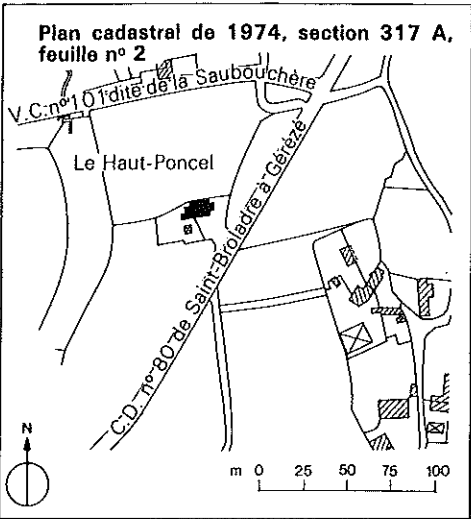 Plan cadastral de 1974, section 317 A,
feuille nº 2
V.C. nº 101 dite de la Saubouchère
Le Haut-Poncel
C.D. nº 80 de Saint-Broladre à Gérézé
N
m 0 25 50 75 100